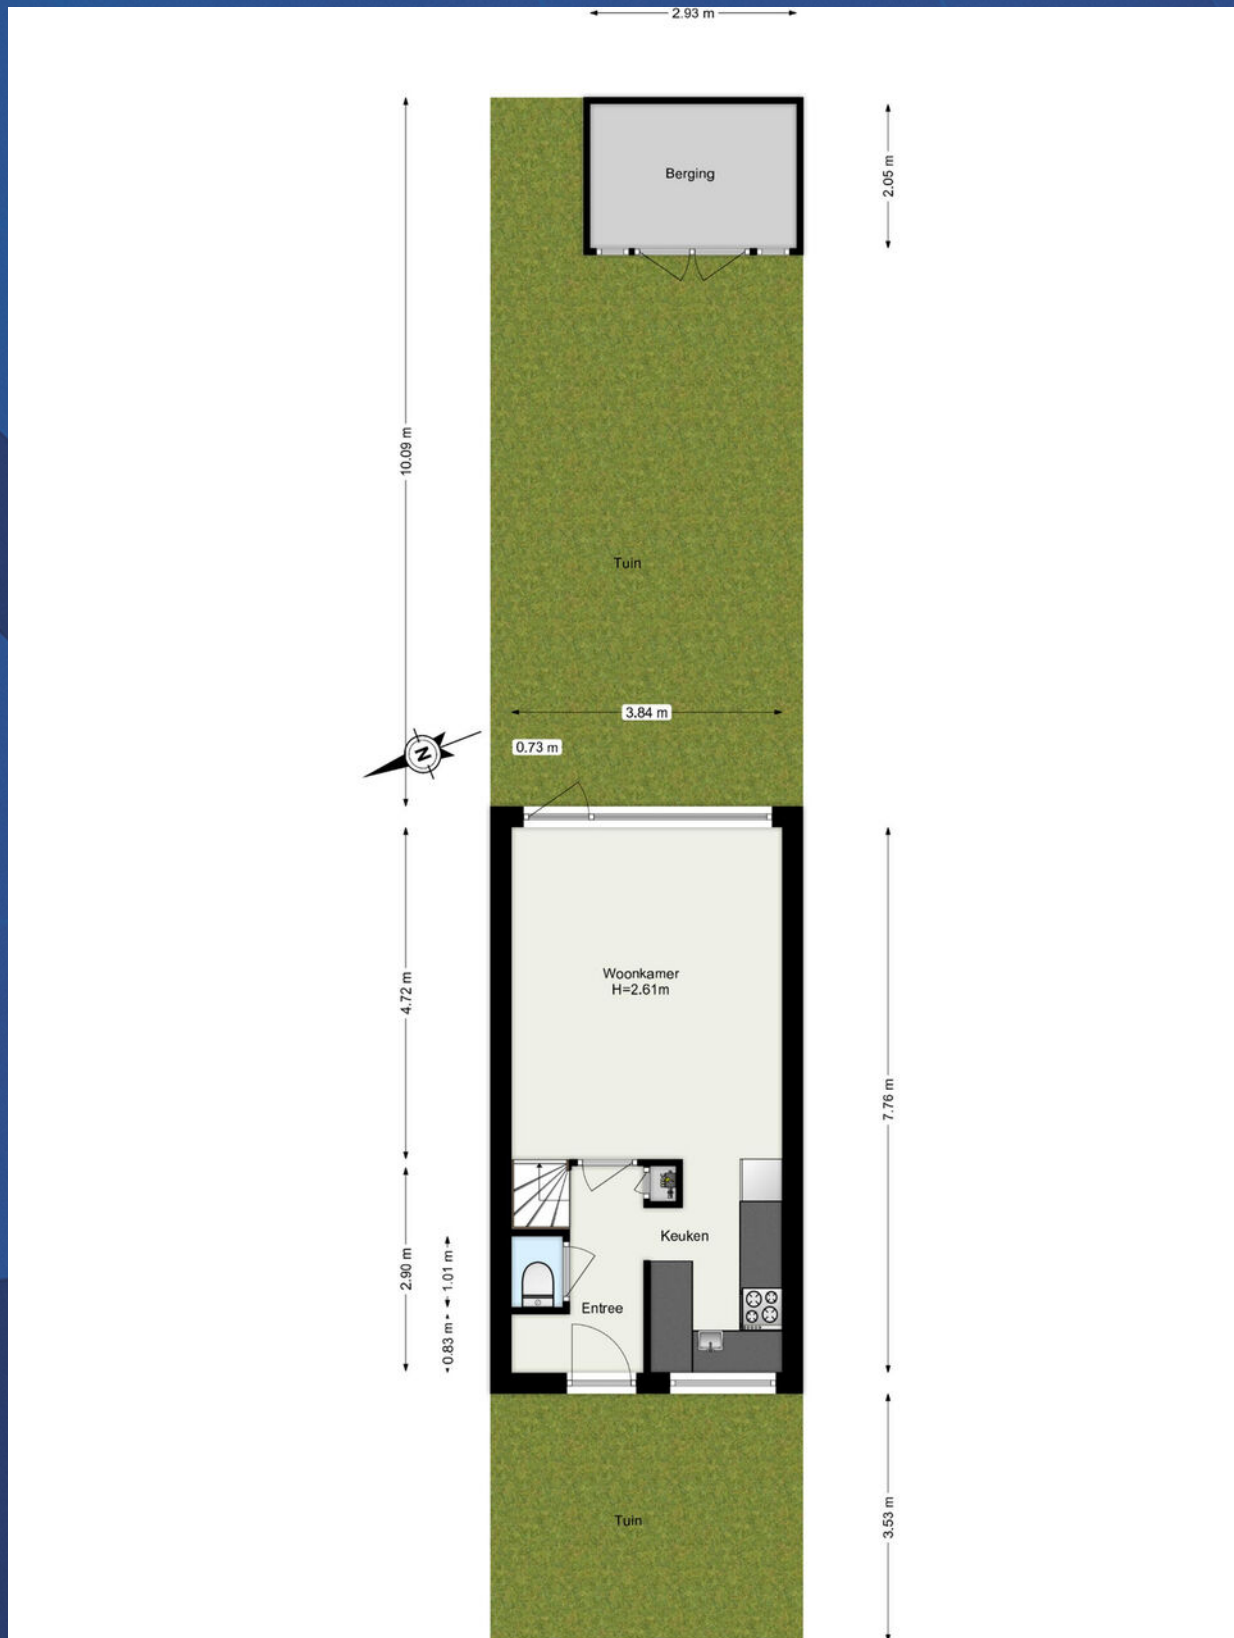 2.93 m
Berging
2.05 m
10.09 m
Tuin
3.84 m
0.73 m
N
Woonkamer
H=2.61m
4.72 m
7.76 m
Keuken
2.90 m
1.01 m
Entree
0.83 m
3.53 m
Tuin